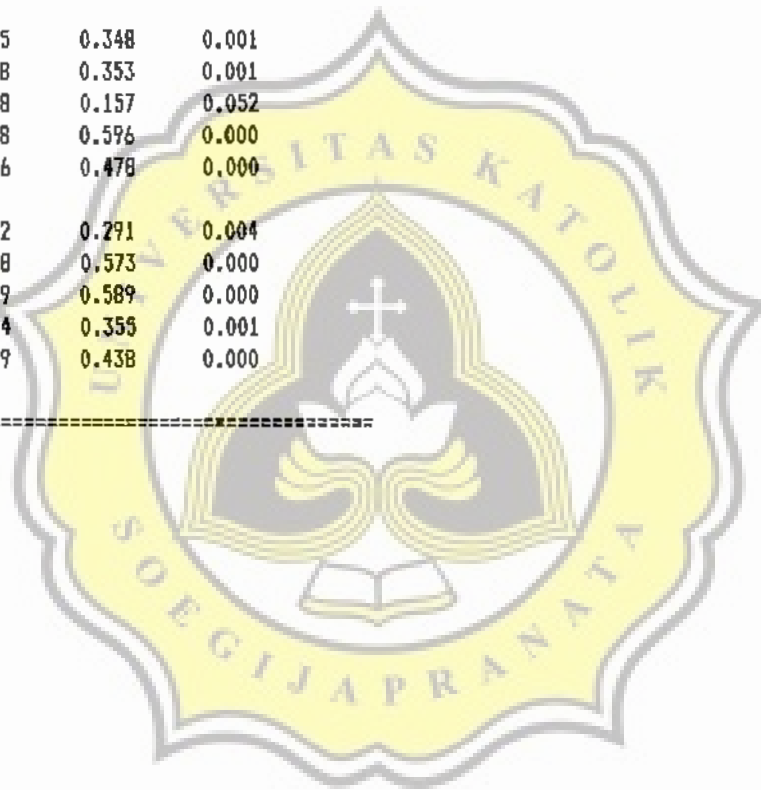 5 0.348 0.001
8 0.353 0.001
8 0.157 0.052
8 0.596 0.000
6 0.478 0.000
2 0.291 0.004
8 0.573 0.000
9 0.589 0.000
4 0.355 0.001
9 0.438 0.000
==========================================
UNIVERSITAS KATOLIK
SOEGIJAPRANATA